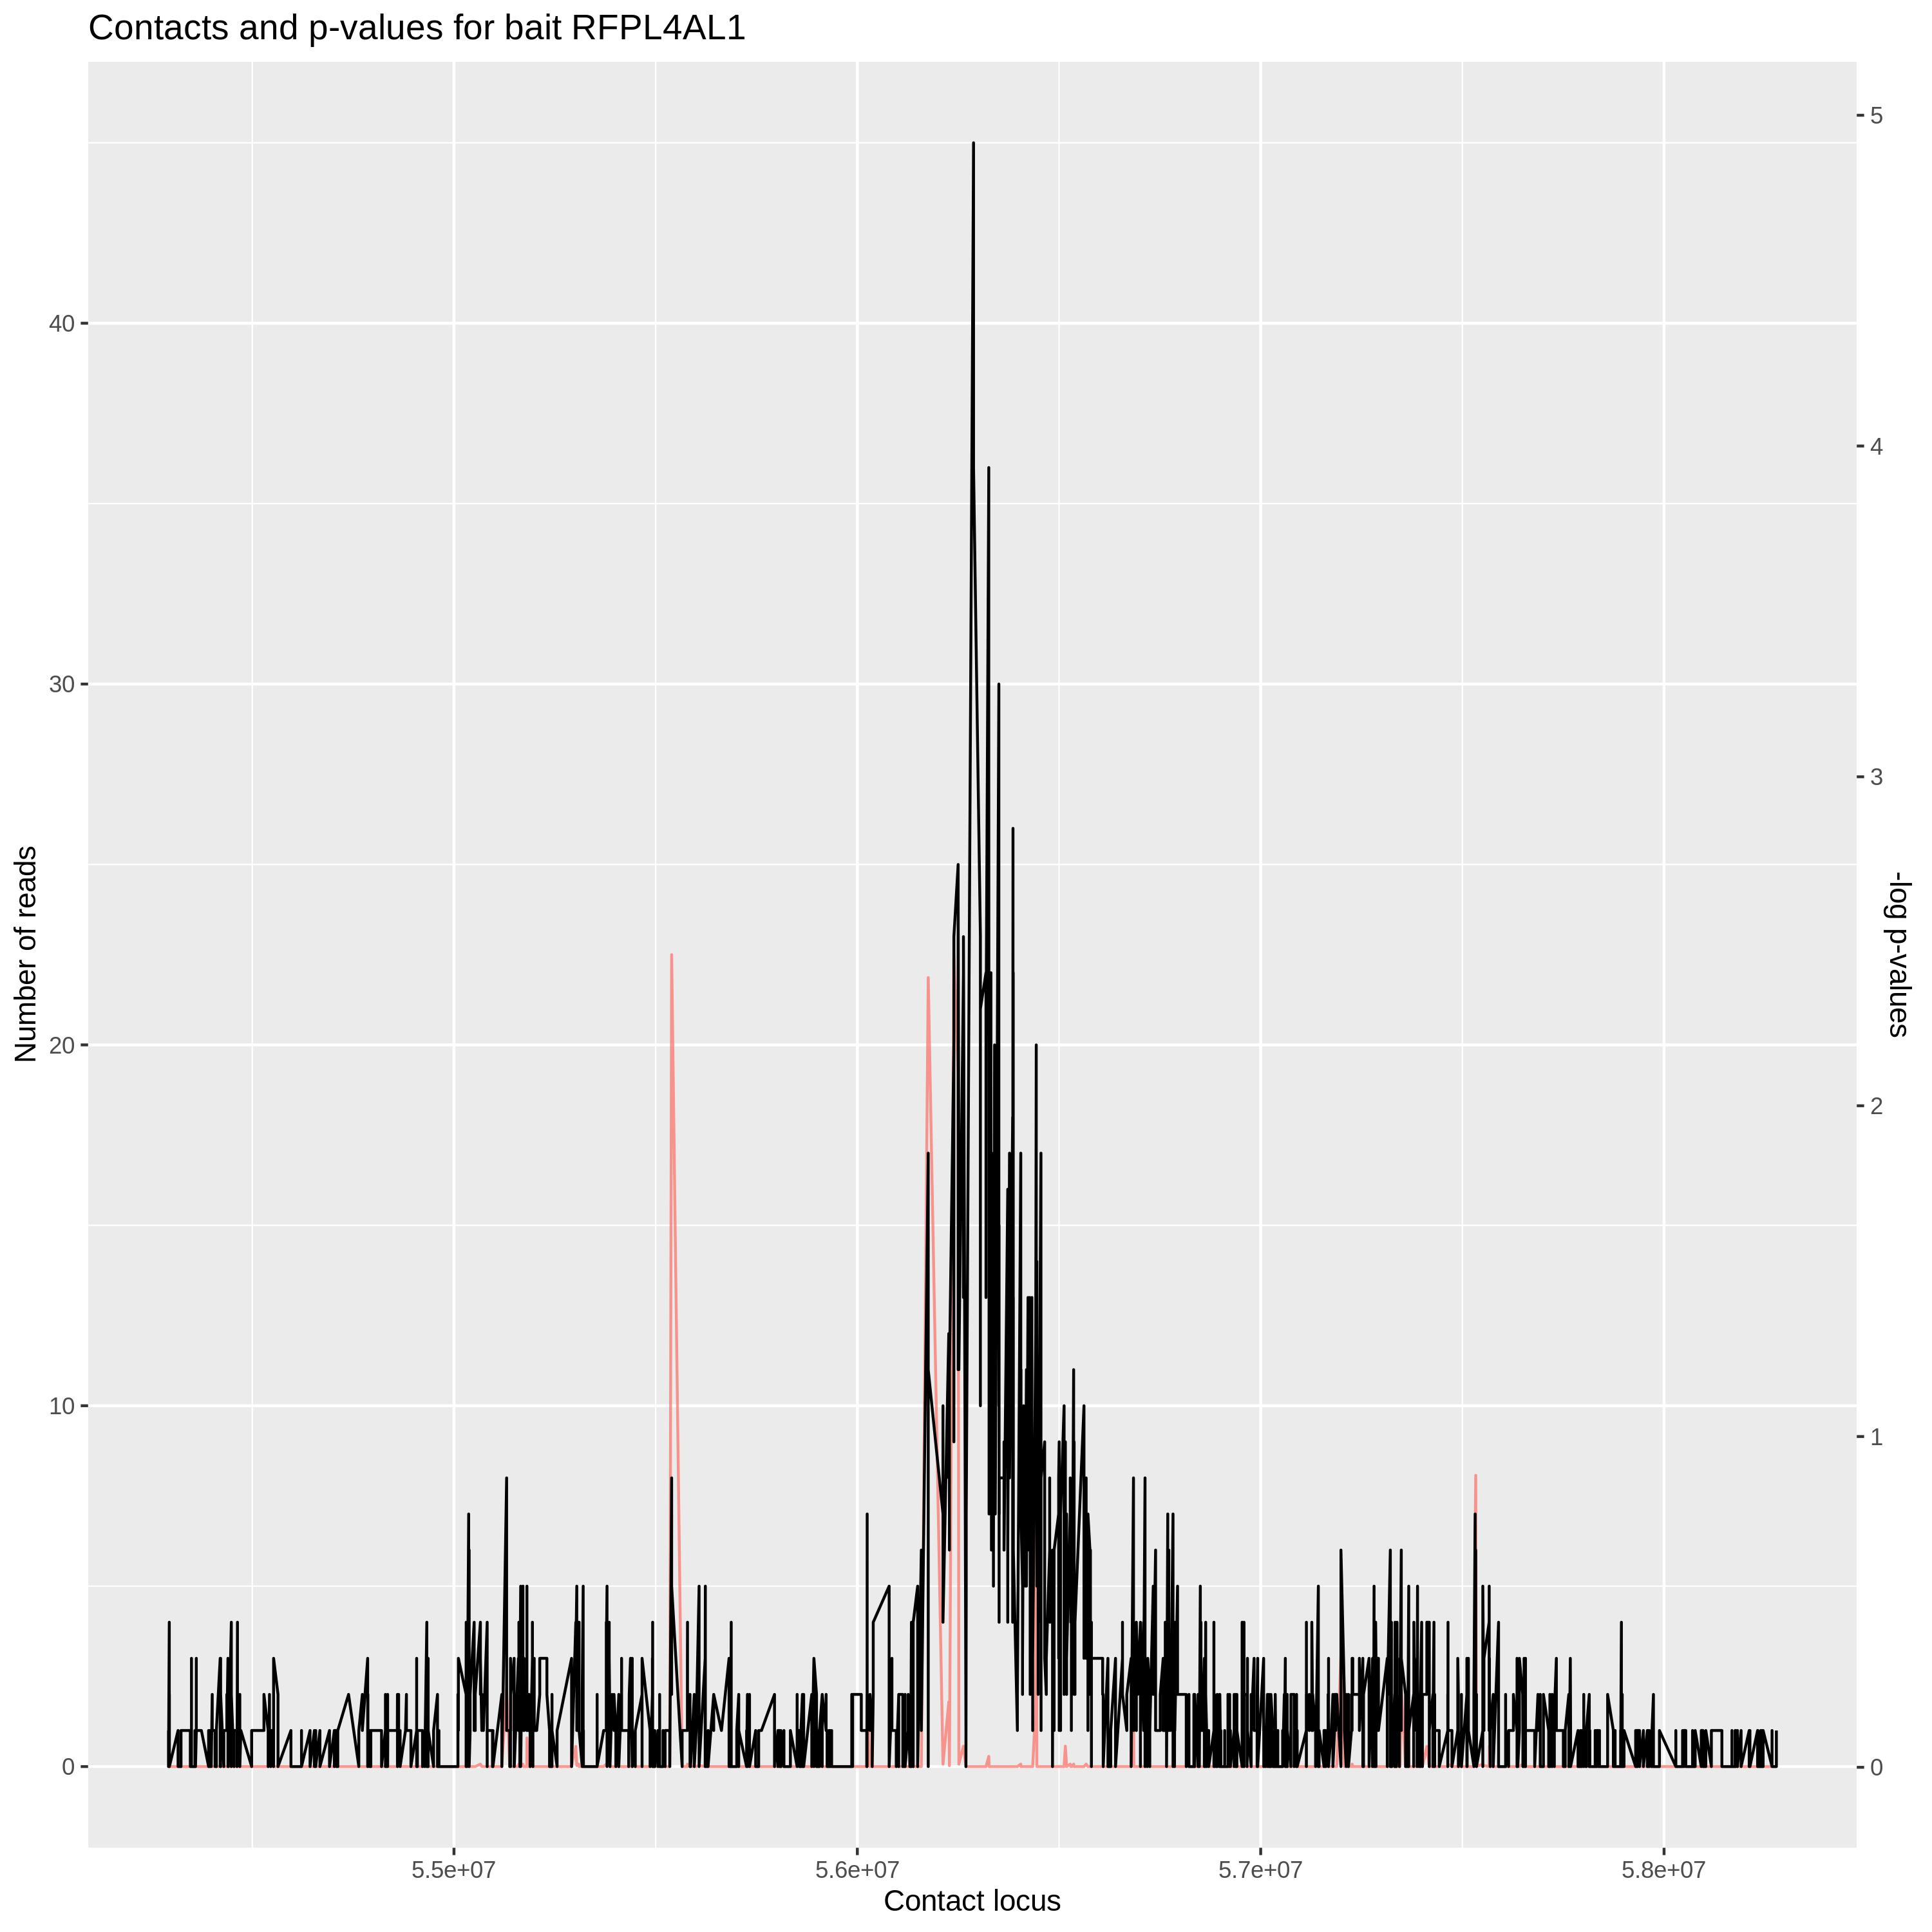 Contacts and p-values for bait RFPL4AL1
Number of reads
40
30
20
10
0
5
4
3
2
1
0
-log p-values
5.5e+07
5.6e+07
5.7e+07
5.8e+07
Contact locus